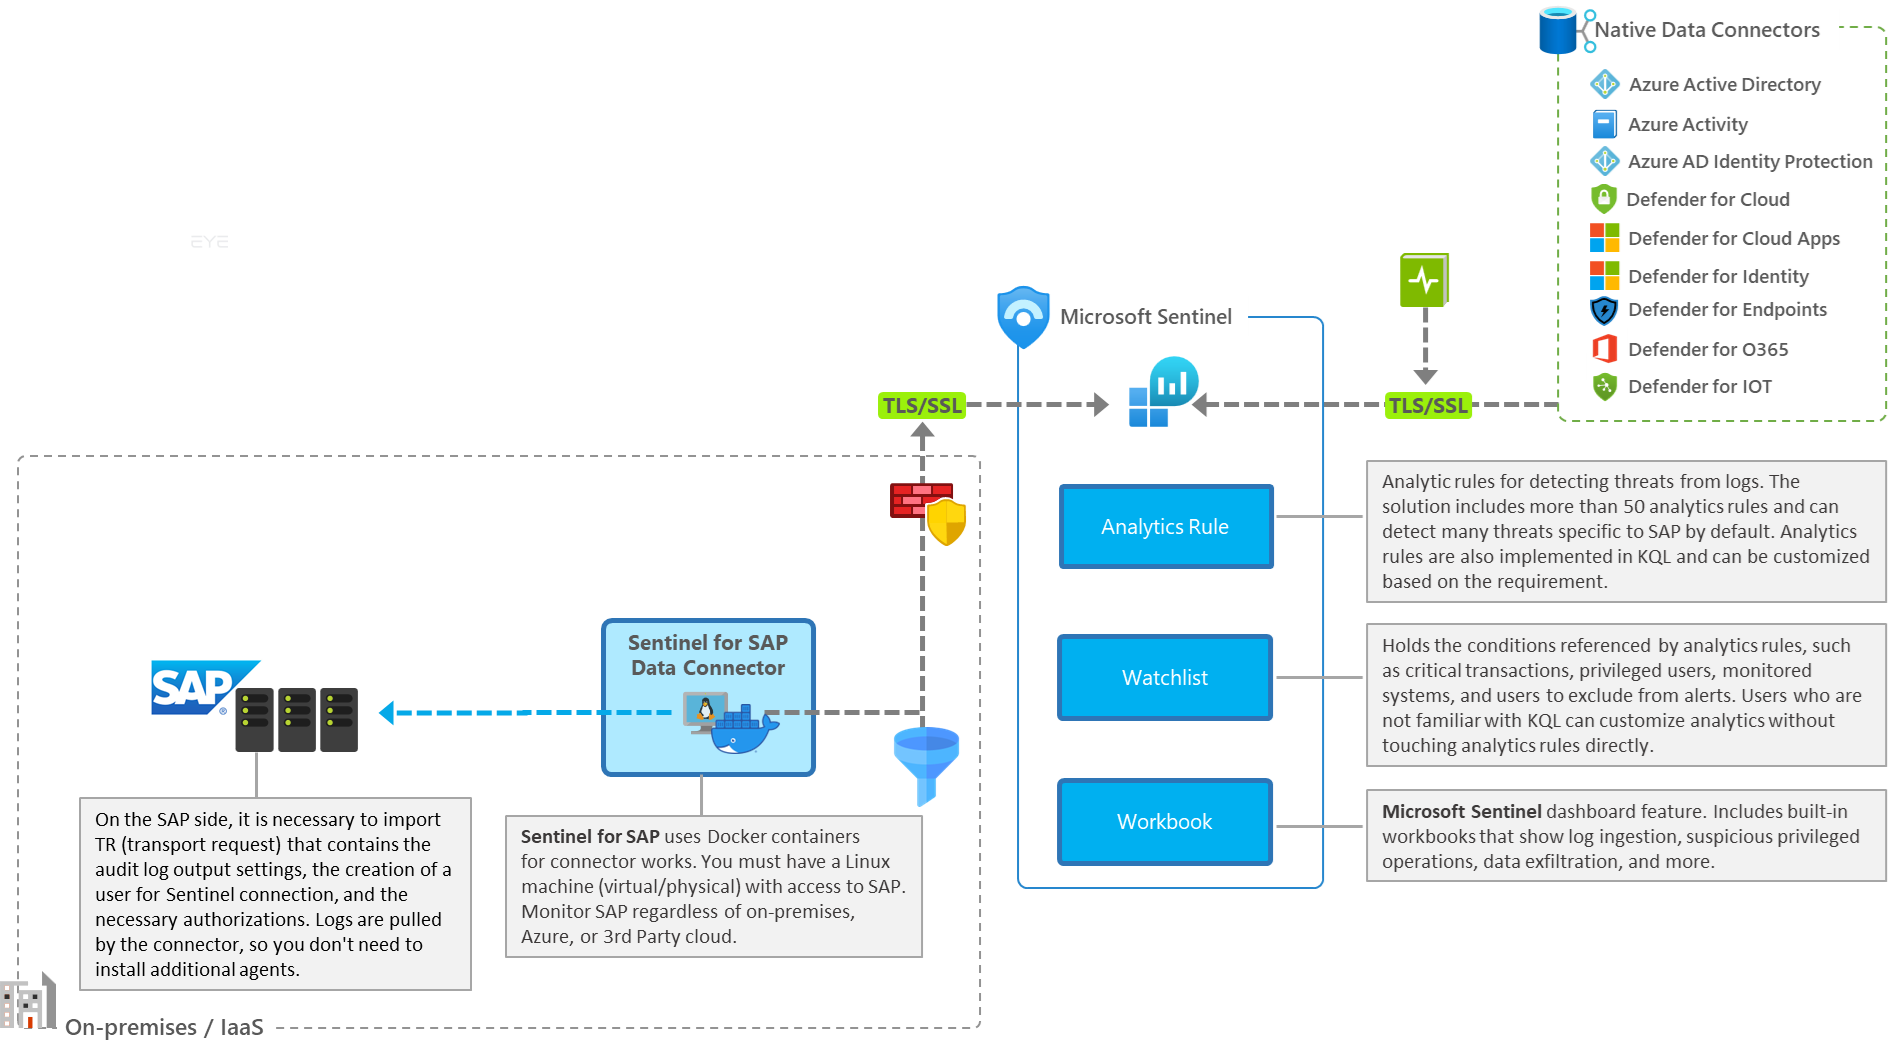 Native Data Connectors
Azure Active Directory
Azure Activity
Azure AD Identity Protection
Defender for Cloud
Defender for Cloud Apps
Defender for Identity
Defender for Endpoints
Defender for O365
Defender for IOT
EYE
Microsoft Sentinel
TLS/SSL
TLS/SSL
Analytics Rule
Analytic rules for detecting threats from logs. The
solution includes more than 50 analytics rules and can
detect many threats specific to SAP by default. Analytics
rules are also implemented in KQL and can be customized
based on the requirement.
Watchlist
Holds the conditions referenced by analytics rules, such
as critical transactions, privileged users, monitored
systems, and users to exclude from alerts. Users who are
not familiar with KQL can customize analytics without
touching analytics rules directly.
Workbook
Microsoft Sentinel dashboard feature. Includes built-in
workbooks that show log ingestion, suspicious privileged
operations, data exfiltration, and more.
Sentinel for SAP
Data Connector
SAP®
On the SAP side, it is necessary to import
TR (transport request) that contains the
audit log output settings, the creation of a
user for Sentinel connection, and the
necessary authorizations. Logs are pulled
by the connector, so you don't need to
install additional agents.
Sentinel for SAP uses Docker containers
for connector works. You must have a Linux
machine (virtual/physical) with access to SAP.
Monitor SAP regardless of on-premises,
Azure, or 3rd Party cloud.
On-premises / IaaS